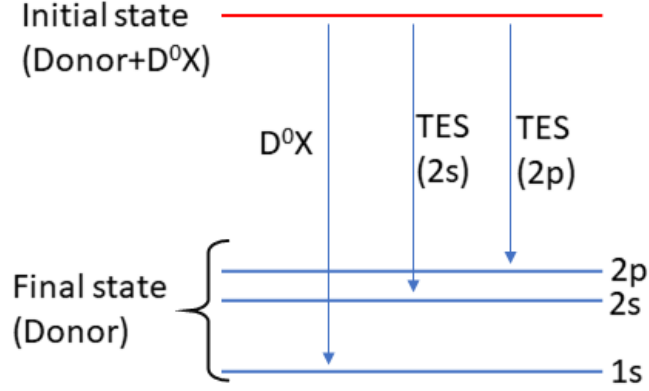 Initial state
(Donor+D⁰X)
D⁰X
TES
(2s)
TES
(2p)
Final state
(Donor)
2p
2s
1s